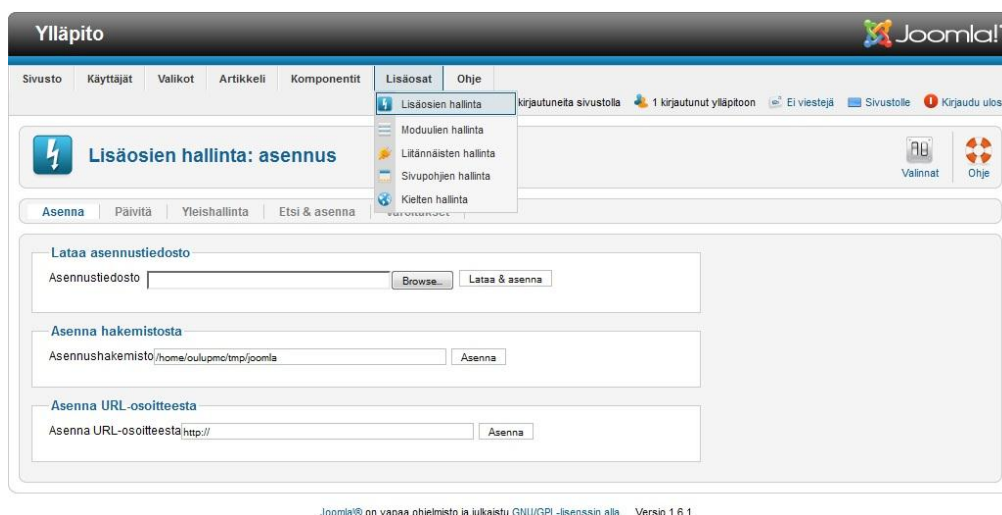 Ylläpito
Joomla!
Sivusto Käyttäjät Valikot Artikkeli Komponentit Lisäosat Ohje
kirjautuneita sivustolla 1 kirjautunut ylläpitoon Ei viestejä Sivustolle Kirjaudu ulos
Lisäosien hallinta
Moduulien hallinta
Liitännäisten hallinta
Sivupohjien hallinta
Kielten hallinta
Lisäosien hallinta: asennus
Valinnat Ohje
Asenna Päivitä Yleishallinta Etsi & asenna
Lataa asennustiedosto
Asennustiedosto Browse... Lataa & asenna
Asenna hakemistosta
Asennushakemisto /home/oulupmc/tmp/joomla Asenna
Asenna URL-osoitteesta
Asenna URL-osoitteesta http:// Asenna
Joomla!® on vapaa ohjelmisto ja julkaistu GNU/GPL-lisenssin alla. Versio 1.6.1